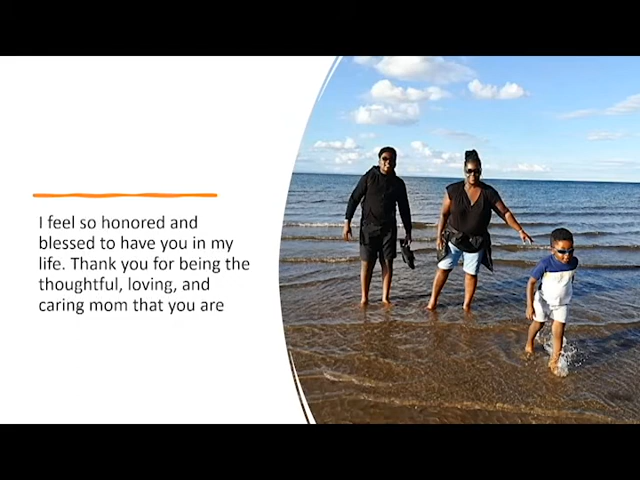 I feel so honored and
blessed to have you in my
life. Thank you for being the
thoughtful, loving, and
caring mom that you are